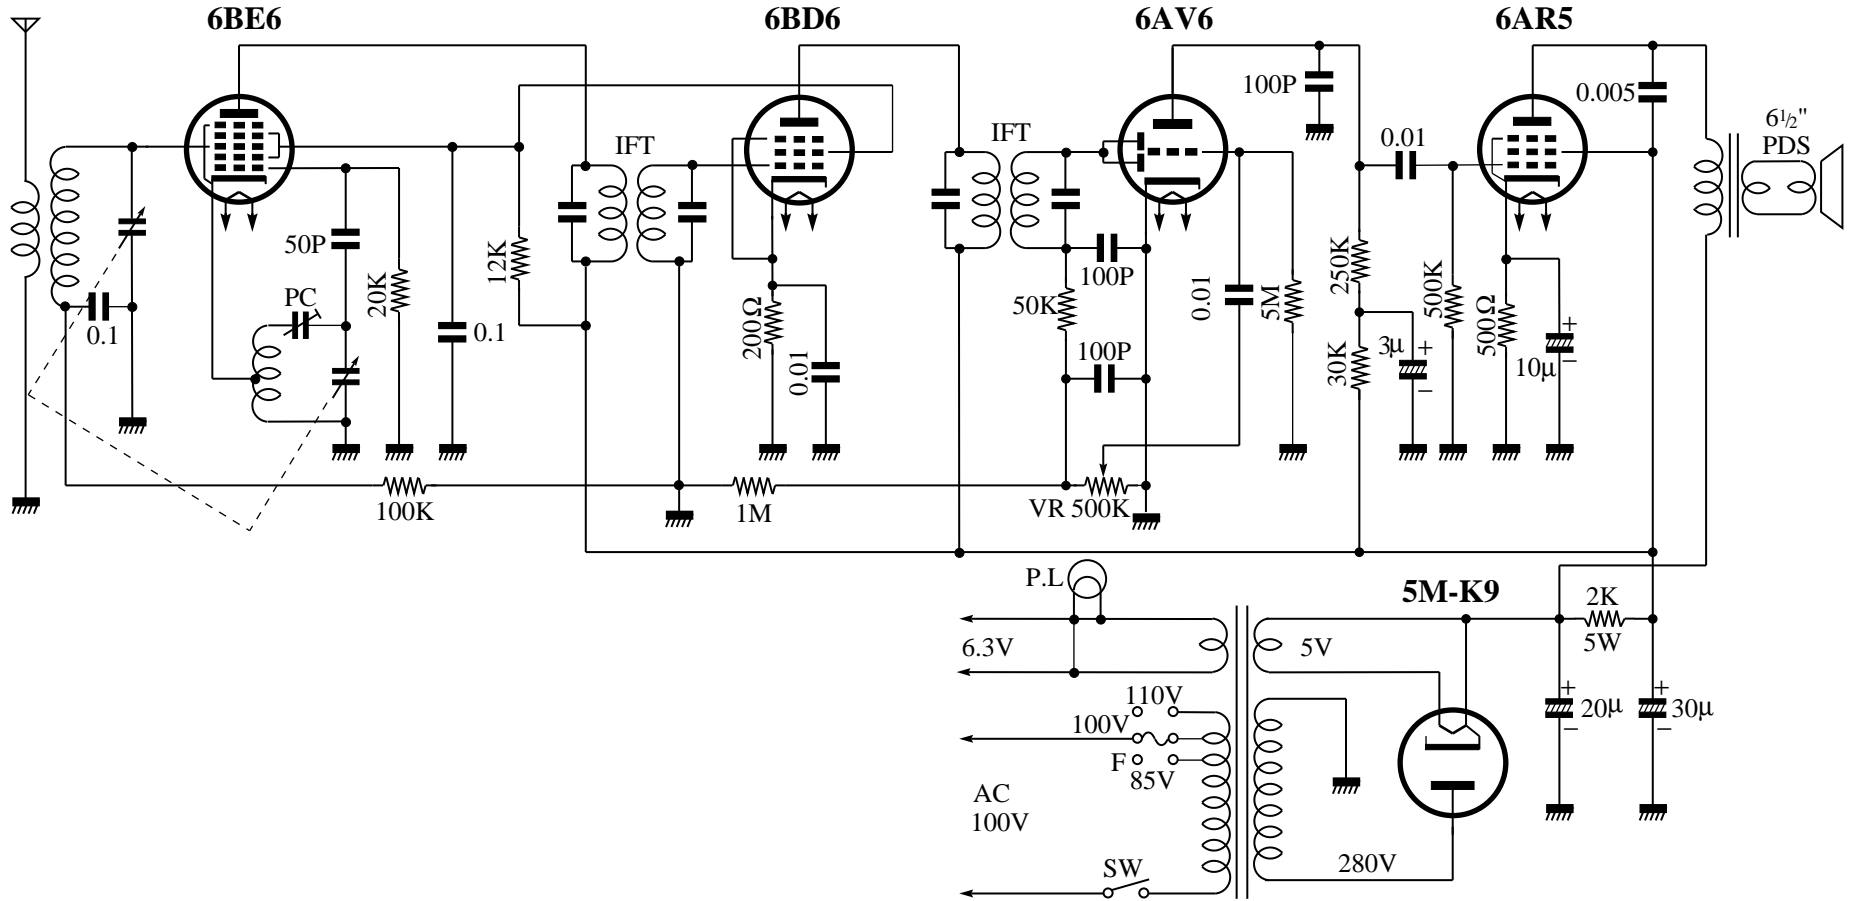 6BE6
6BD6
6AV6
6AR5
100P
0.005
6 1/2"
PDS
0.01
IFT
IFT
50P
20K
12K
PC
0.1
0.1
200Ω
0.01
100P
50K
100P
0.01
5M
250K
30K
3μ
+
−
500K
500Ω
10μ
+
−
100K
1M
VR 500K
P.L
5M-K9
2K
5W
6.3V
5V
110V
100V
F
85V
AC
100V
SW
280V
20μ
+
−
30μ
+
−